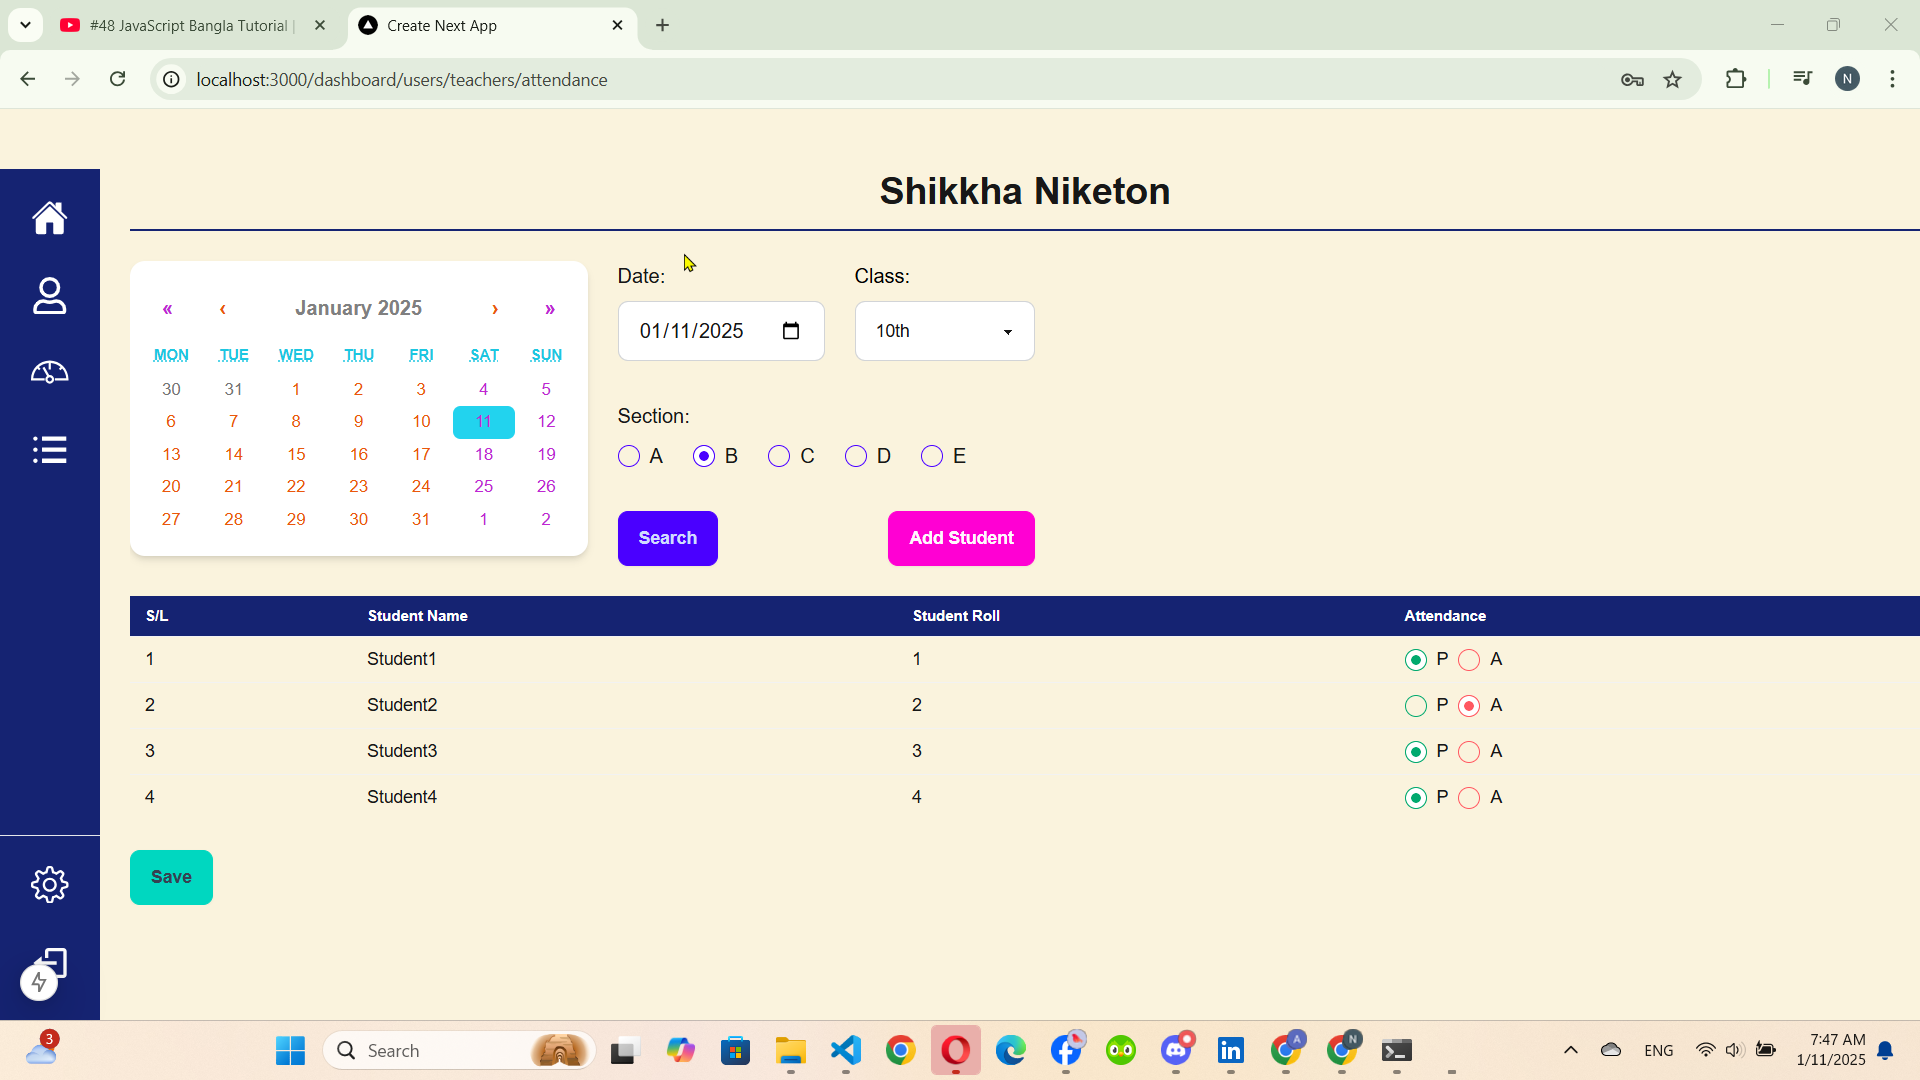 #48 JavaScript Bangla Tutorial |
Create Next App
localhost:3000/dashboard/users/teachers/attendance
N
Shikkha Niketon
« ‹ January 2025 › »
MON TUE WED THU FRI SAT SUN
30 31 1 2 3 4 5
6 7 8 9 10 11 12
13 14 15 16 17 18 19
20 21 22 23 24 25 26
27 28 29 30 31 1 2
Date: Class:
01/11/2025 10th
Section:
A B C D E
Search Add Student
S/L Student Name Student Roll Attendance
1 Student1 1 P A
2 Student2 2 P A
3 Student3 3 P A
4 Student4 4 P A
Save
3
Search
A
N
ENG
7:47 AM
1/11/2025